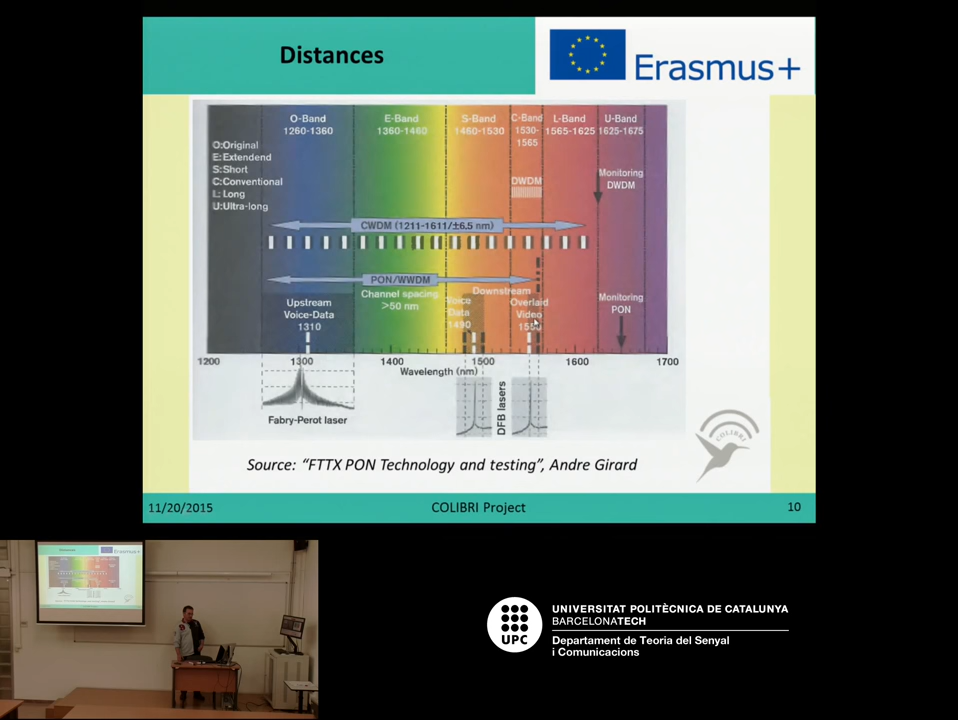 Distances
Erasmus+
O-Band
1260-1360
E-Band
1360-1460
S-Band
1460-1530
C-Band
1530-
1565
L-Band
1565-1625
U-Band
1625-1675
O:Original
E:Extendend
S:Short
C:Conventional
L:Long
U:Ultra-long
DWDM
Monitoring
DWDM
CWDM (1211-1611/±6,5 nm)
PON/WWDM
Channel spacing
>50 nm
Downstream
Upstream
Voice-Data
1310
Voice
Data
1490
Overlaid
Video
1550
Monitoring
PON
1200
1300
1400
1500
1600
1700
Wavelength (nm)
Fabry-Perot laser
DFB lasers
COLIBRI
Source: “FTTX PON Technology and testing”, Andre Girard
11/20/2015
COLIBRI Project
10
UPC
UNIVERSITAT POLITÈCNICA DE CATALUNYA
BARCELONATECH
Departament de Teoria del Senyal
i Comunicacions